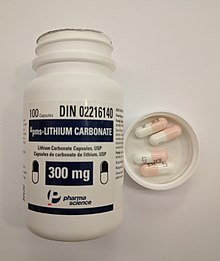 100 Capsules DIN 02216140
pms-LITHIUM CARBONATE
Lithium Carbonate Capsules, USP
Capsules de carbonate de lithium, USP
300 mg
pharma
science